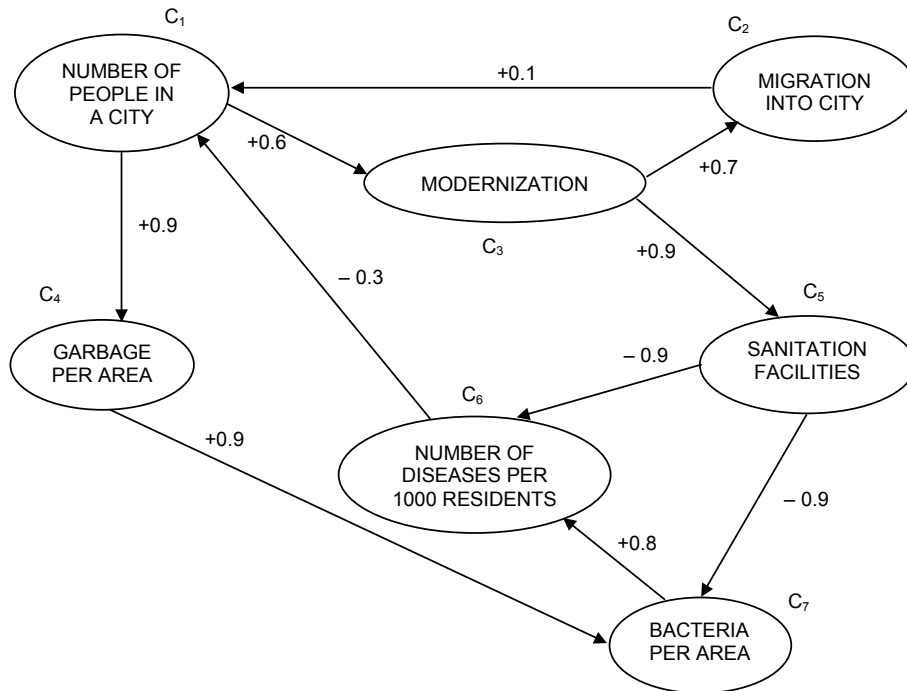 C₁
C₂
NUMBER OF
PEOPLE IN
A CITY
+0.1
MIGRATION
INTO CITY
+0.6
MODERNIZATION
+0.7
C₃
+0.9
+0.9
– 0.3
C₄
C₅
GARBAGE
PER AREA
– 0.9
SANITATION
FACILITIES
C₆
+0.9
NUMBER OF
DISEASES PER
1000 RESIDENTS
– 0.9
+0.8
C₇
BACTERIA
PER AREA